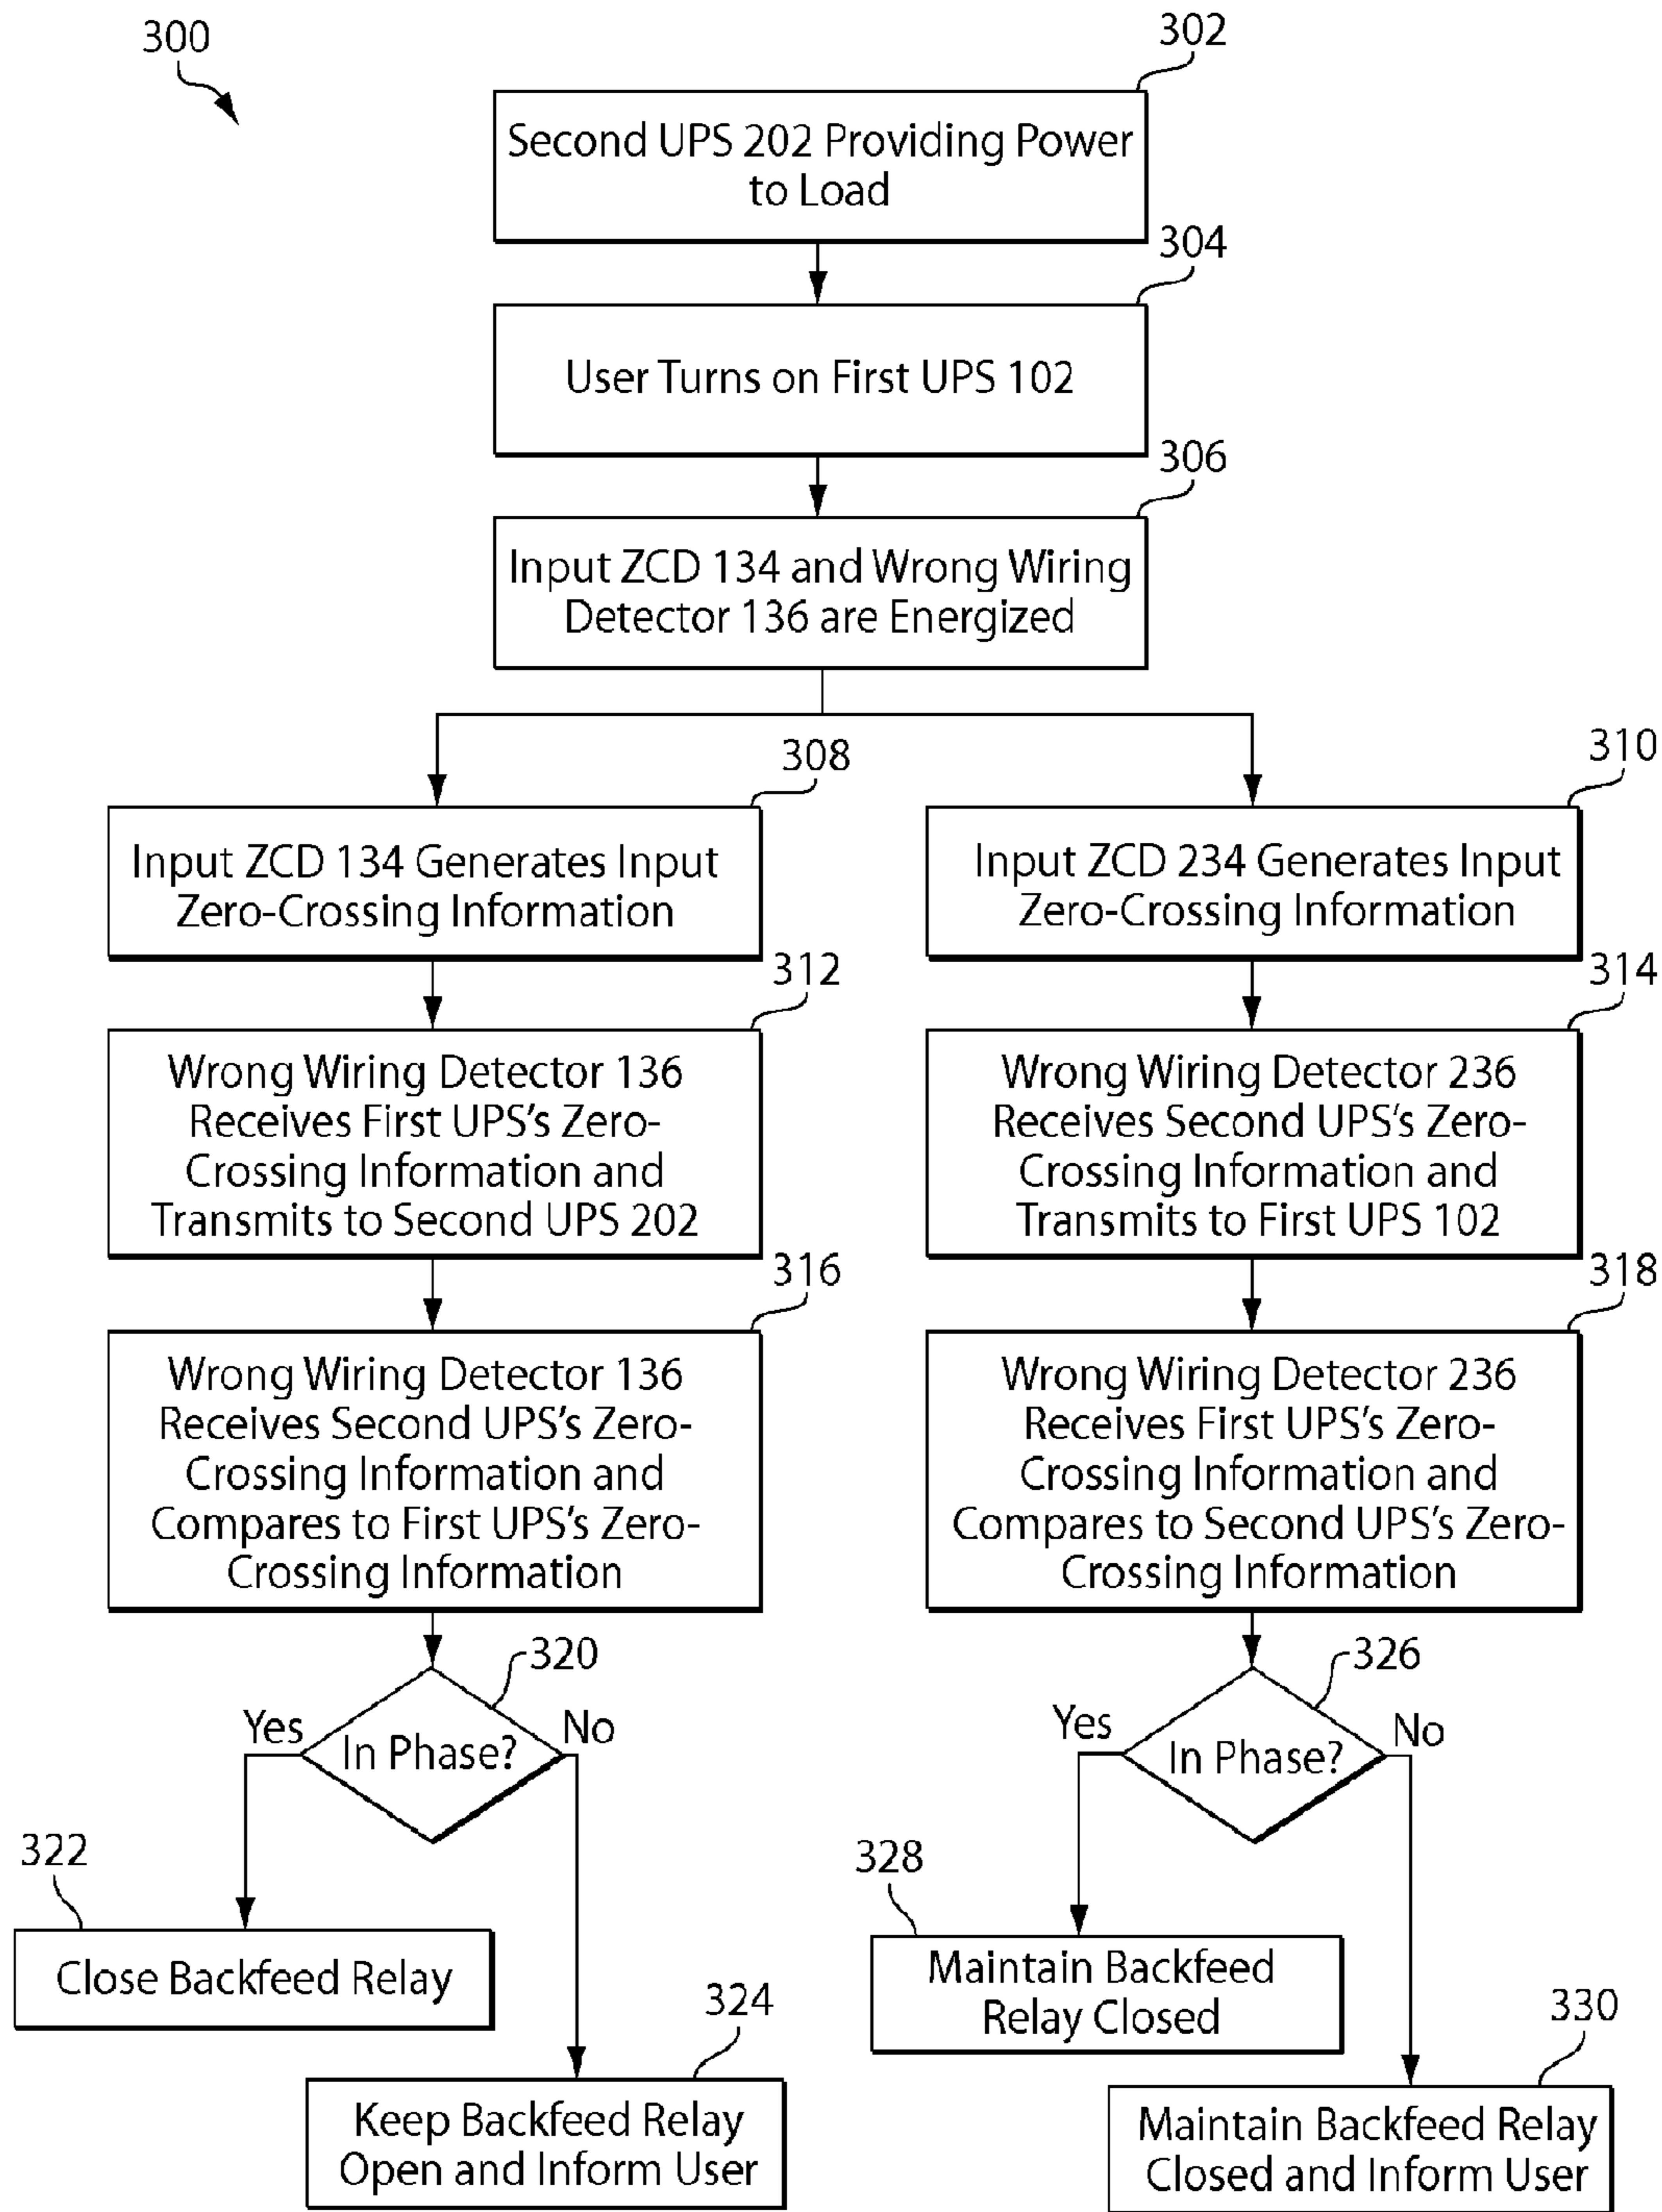 300
302
Second UPS 202 Providing Power
to Load
304
User Turns on First UPS 102
306
Input ZCD 134 and Wrong Wiring
Detector 136 are Energized
308
Input ZCD 134 Generates Input
Zero-Crossing Information
310
Input ZCD 234 Generates Input
Zero-Crossing Information
312
Wrong Wiring Detector 136
Receives First UPS's Zero-
Crossing Information and
Transmits to Second UPS 202
314
Wrong Wiring Detector 236
Receives Second UPS's Zero-
Crossing Information and
Transmits to First UPS 102
316
Wrong Wiring Detector 136
Receives Second UPS's Zero-
Crossing Information and
Compares to First UPS's Zero-
Crossing Information
318
Wrong Wiring Detector 236
Receives First UPS's Zero-
Crossing Information and
Compares to Second UPS's Zero-
Crossing Information
320
Yes
In Phase?
No
326
Yes
In Phase?
No
322
Close Backfeed Relay
324
Keep Backfeed Relay
Open and Inform User
328
Maintain Backfeed
Relay Closed
330
Maintain Backfeed Relay
Closed and Inform User